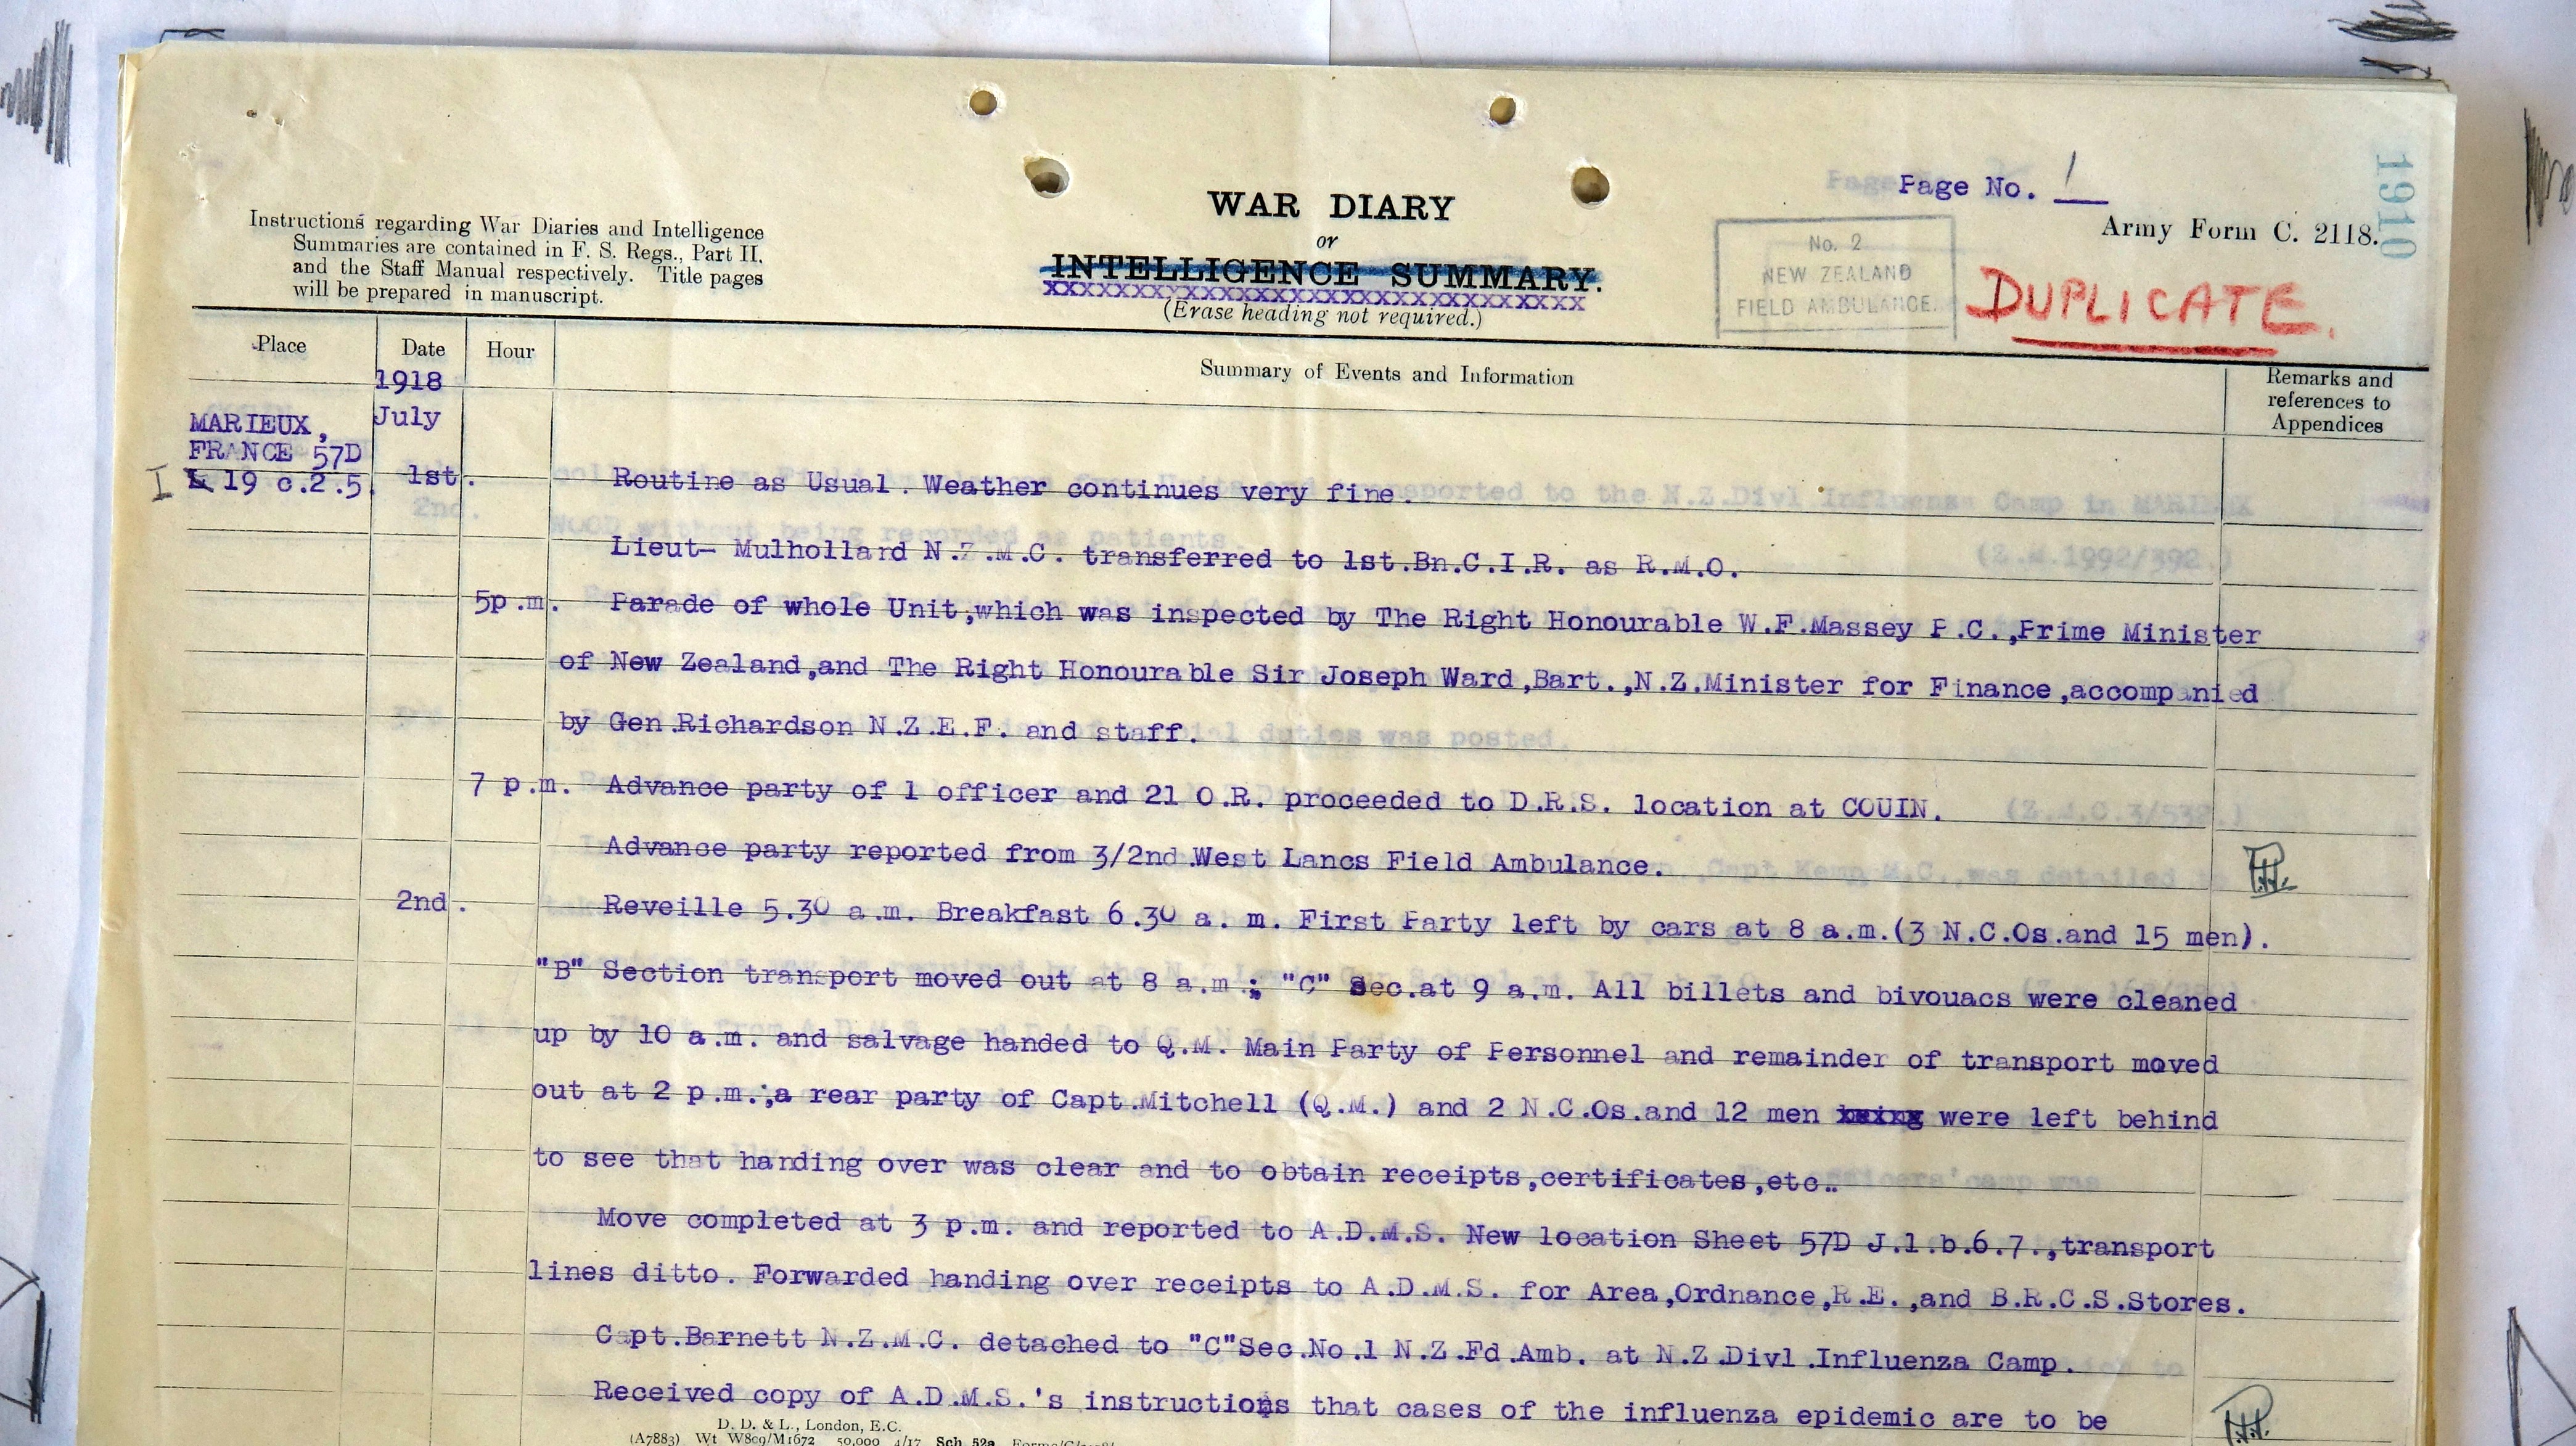 Page No. 1
1910
Army Form C. 2118.
Instructions regarding War Diaries and Intelligence
Summaries are contained in F. S. Regs., Part II,
and the Staff Manual respectively. Title pages
will be prepared in manuscript.
WAR DIARY
or
INTELLIGENCE SUMMARY.
XXXXXXXXXXXXXXXXXXXXXXXXXXXXXXXX
(Erase heading not required.)
No. 2
NEW ZEALAND
FIELD AMBULANCE.
DUPLICATE.
Place Date Hour Summary of Events and Information Remarks and
references to
Appendices
1918
July
MARIEUX,
FRANCE 57D
I 19 c.2.5. 1st. Routine as Usual. Weather continues very fine.
Lieut- Mulholland N.Z.M.C. transferred to 1st.Bn.C.I.R. as R.M.O.
5p.m. Parade of whole Unit,which was inspected by The Right Honourable W.F.Massey P.C.,Prime Minister
of New Zealand,and The Right Honourable Sir Joseph Ward,Bart.,N.Z.Minister for Finance,accompanied
by Gen.Richardson N.Z.E.F. and staff.
7 p.m. Advance party of 1 officer and 21 O.R. proceeded to D.R.S. location at COUIN.
Advance party reported from 3/2nd.West Lancs Field Ambulance.
2nd. Reveille 5.30 a.m. Breakfast 6.30 a. m. First Party left by cars at 8 a.m.(3 N.C.Os.and 15 men).
"B" Section transport moved out at 8 a.m.; "C" Sec.at 9 a.m. All billets and bivouacs were cleaned
up by 10 a.m. and salvage handed to Q.M. Main Party of Personnel and remainder of transport moved
out at 2 p.m.;a rear party of Capt.Mitchell (Q.M.) and 2 N.C.Os.and 12 men being were left behind
to see that handing over was clear and to obtain receipts,certificates,etc..
Move completed at 3 p.m. and reported to A.D.M.S. New location Sheet 57D J.1.b.6.7.,transport
lines ditto. Forwarded handing over receipts to A.D.M.S. for Area,Ordnance,R.E.,and B.R.C.S.Stores.
Capt.Barnett N.Z.M.C. detached to "C"Sec.No.1 N.Z.Fd.Amb. at N.Z.Divl.Influenza Camp.
Received copy of A.D.M.S.'s instructions that cases of the influenza epidemic are to be
D. D. & L., London, E.C.
(A7883) Wt W809/M1672 50,000 4/17 Sch. 52a